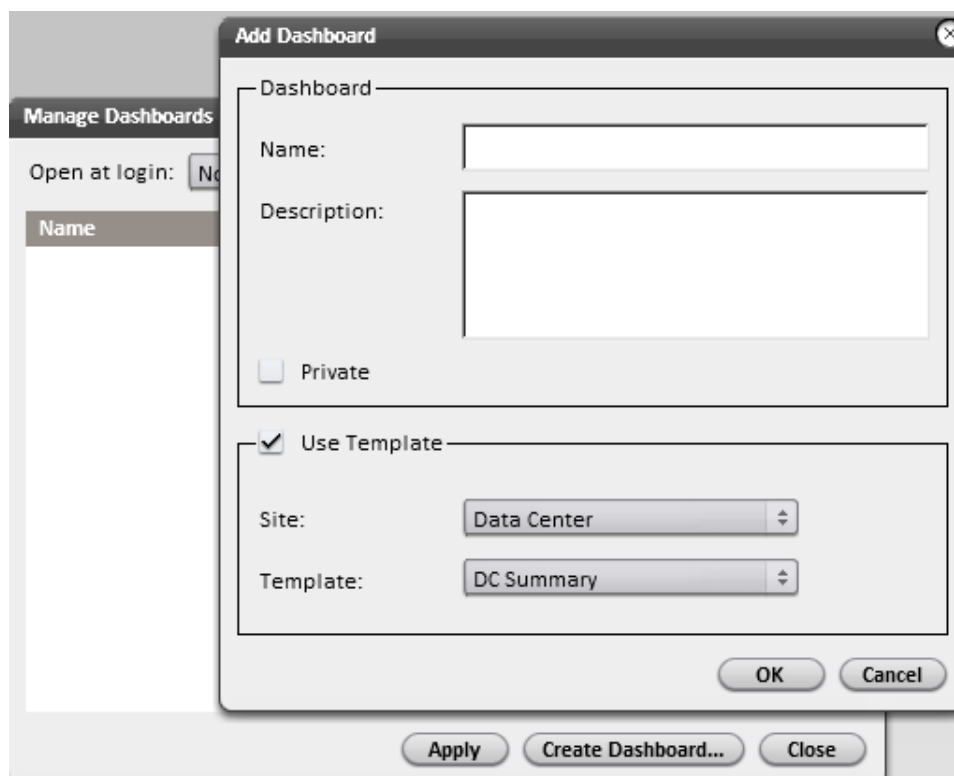 Add Dashboard
Dashboard
Manage Dashboards
Name:
Open at login:
Description:
Name
Private
Use Template
Site: Data Center
Template: DC Summary
OK Cancel
Apply Create Dashboard... Close